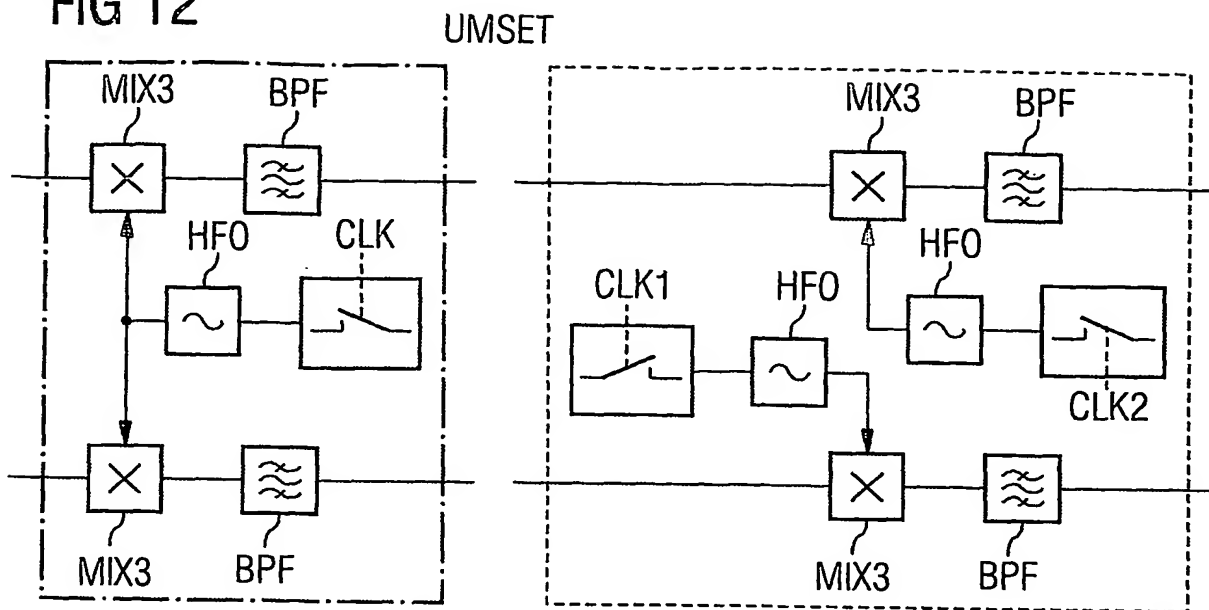 FIG 12
UMSET
MIX3
BPF
HFO
CLK
MIX3
BPF
MIX3
BPF
HFO
CLK1
HFO
CLK2
MIX3
BPF